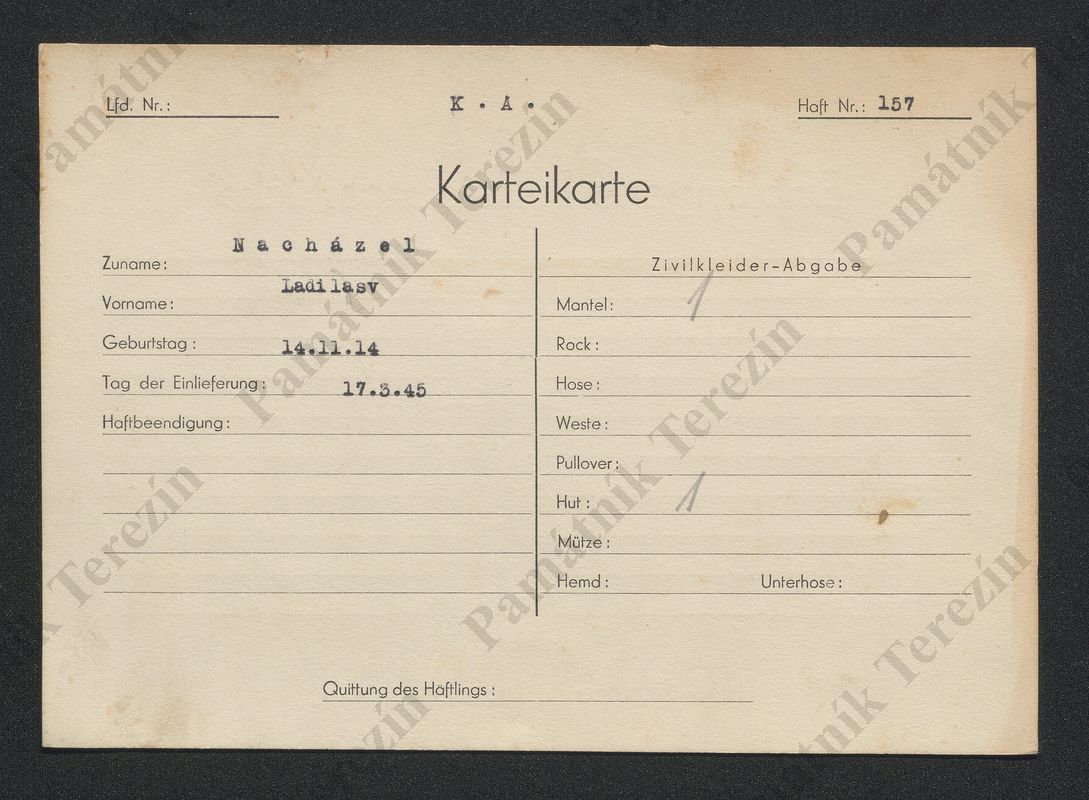 Lfd. Nr.:
K . A .
Haft Nr.: 157
Karteikarte
Zuname: Nacházel
Vorname: Ladilasv
Geburtstag: 14.11.14
Tag der Einlieferung: 17.3.45
Haftbeendigung:
Zivilkleider-Abgabe
Mantel: 1
Rock:
Hose:
Weste:
Pullover:
Hut: 1
Mütze:
Hemd: Unterhose:
Quittung des Häftlings:
Památník Terezín